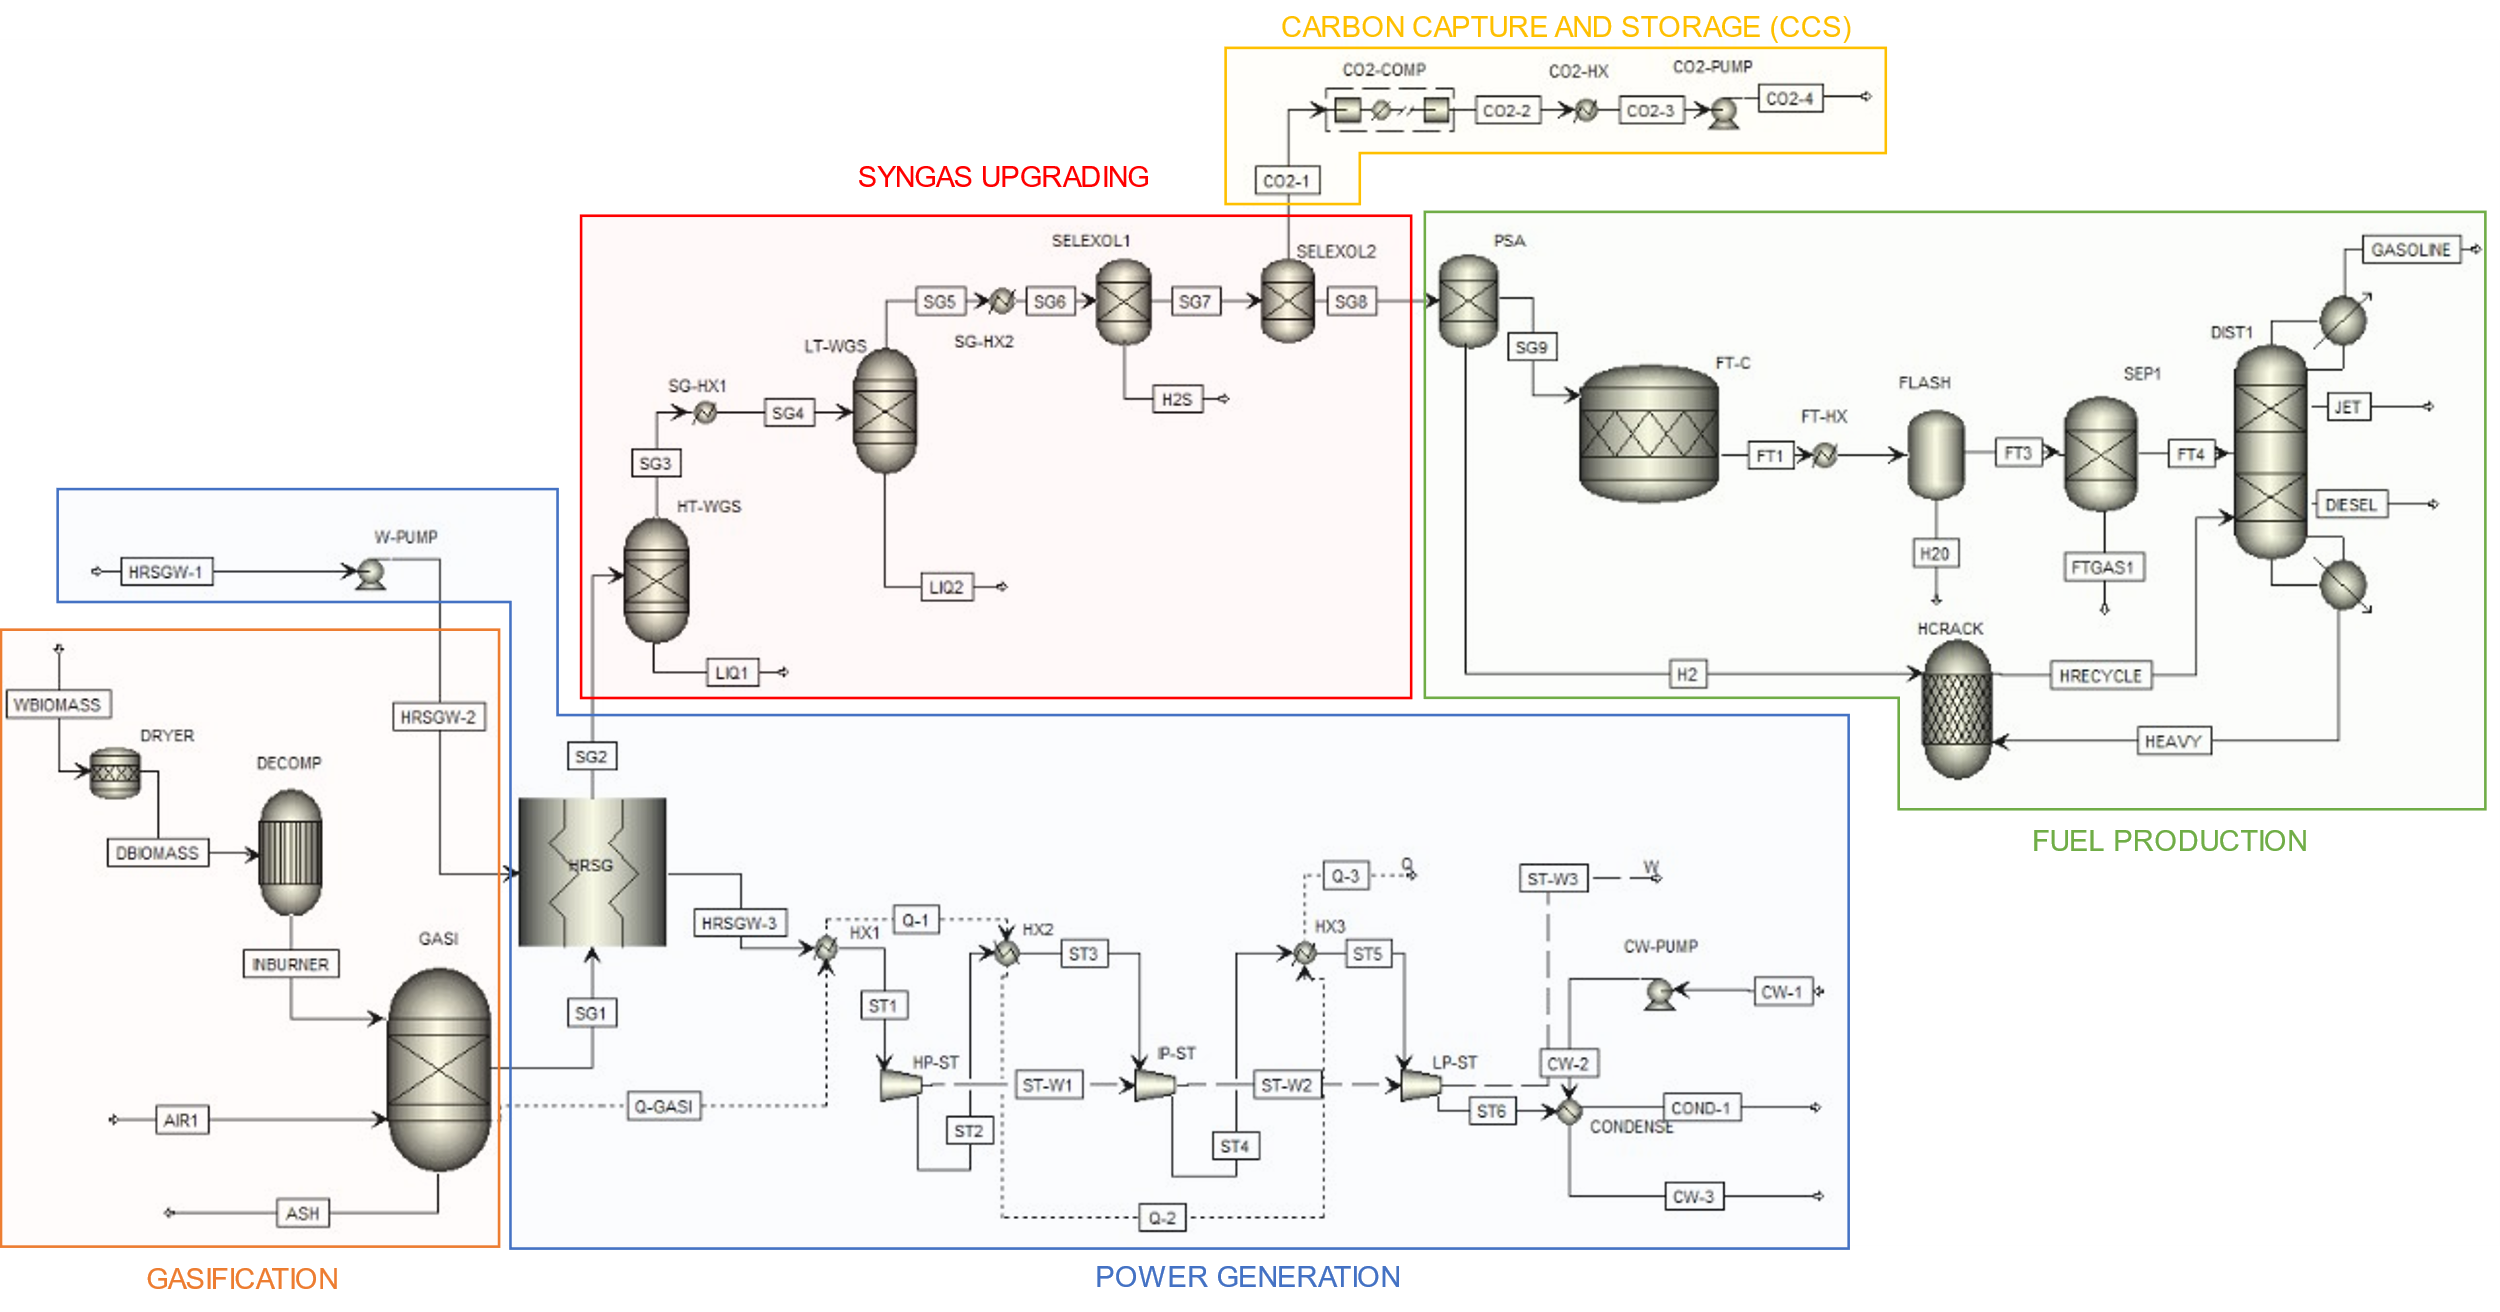 CARBON CAPTURE AND STORAGE (CCS)
CO2-COMP
CO2-HX
CO2-PUMP
CO2-2
CO2-3
CO2-4
CO2-1
SYNGAS UPGRADING
SELEXOL1
SELEXOL2
SG5
SG6
SG7
SG8
SG-HX2
LT-WGS
SG-HX1
SG4
H2S
SG3
HT-WGS
LIQ2
LIQ1
PSA
GASOLINE
SG9
DIST1
FT-C
SEP1
FLASH
JET
FT-HX
FT1
FT3
FT4
DIESEL
H20
FTGAS1
HCRACK
H2
HRECYCLE
HEAVY
FUEL PRODUCTION
W-PUMP
HRSGW-1
HRSGW-2
WBIOMASS
DRYER
DECOMP
DBIOMASS
GASI
INBURNER
AIR1
ASH
GASIFICATION
SG2
HRSG
HRSGW-3
SG1
Q-GASI
Q-1
HX1
HX2
ST3
ST1
HP-ST
ST-W1
IP-ST
ST2
ST4
Q-2
Q-3
Q
HX3
ST5
ST-W2
LP-ST
ST6
ST-W3
W
CW-PUMP
CW-1
CW-2
COND-1
CONDENSE
CW-3
POWER GENERATION